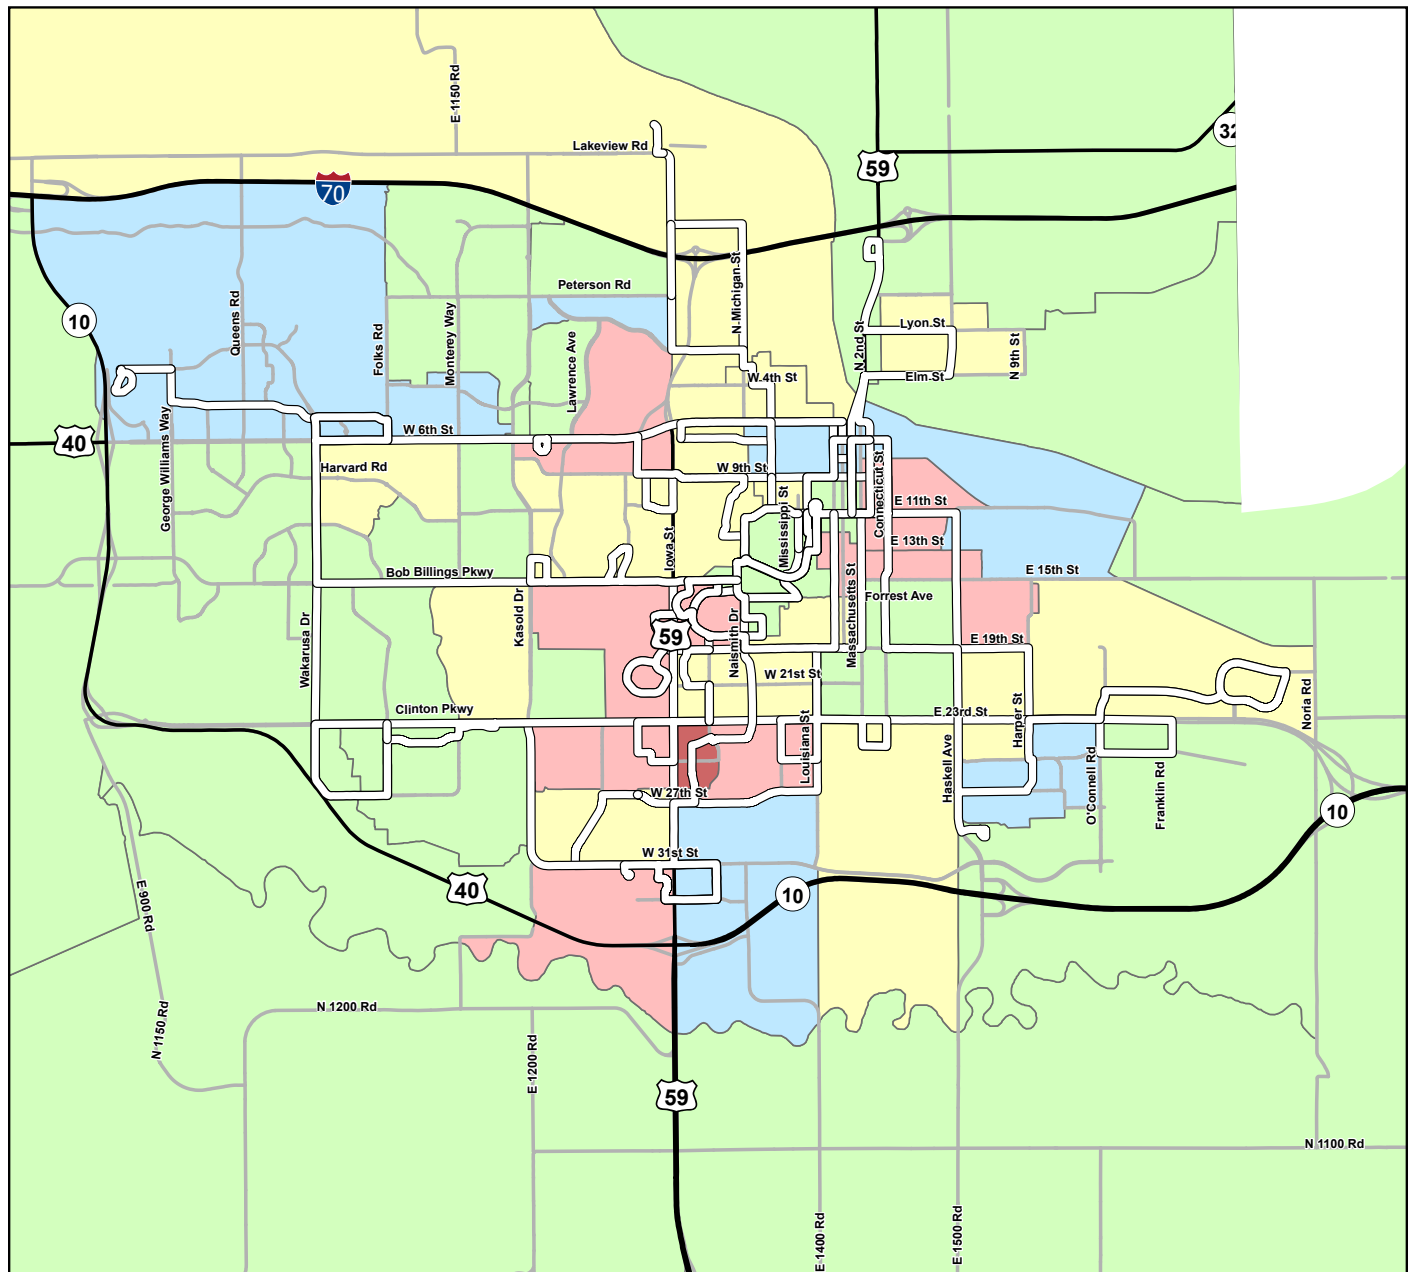 E 1150 Rd
Lakeview Rd
32
59
70
Peterson Rd
N Michigan St
10
Queens Rd
Folks Rd
Monterey Way
Lawrence Ave
N 2nd St
Lyon St
N 9th St
W 4th St
Elm St
40
George Williams Way
W 6th St
Harvard Rd
W 9th St
Mississippi St
Connecticut St
E 11th St
E 13th St
Iowa St
Bob Billings Pkwy
E 15th St
Massachusetts St
Forrest Ave
Kasold Dr
Wakarusa Dr
59
Naismith Dr
E 19th St
W 21st St
Clinton Pkwy
Louisiana St
E 23rd St
Harper St
Noria Rd
Haskell Ave
O'Connell Rd
Franklin Rd
W 27th St
10
W 31st St
40
10
E 900 Rd
N 1200 Rd
N 1150 Rd
E 1200 Rd
59
N 1100 Rd
E 1400 Rd
E 1500 Rd